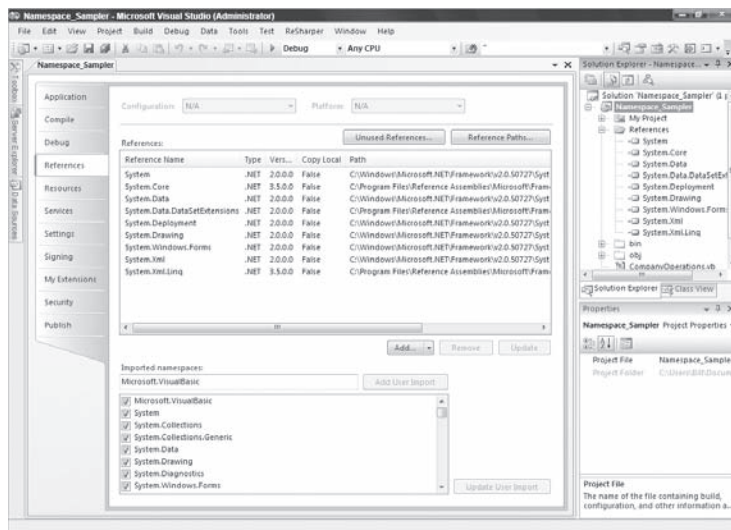 Namespace_Sampler - Microsoft Visual Studio (Administrator)
File Edit View Project Build Debug Data Tools Test ReSharper Window Help
Debug
Any CPU
Toolbox
Server Explorer
Data Sources
Namespace_Sampler
Application
Compile
Debug
References
Resources
Services
Settings
Signing
My Extensions
Security
Publish
Configuration: N/A
Platform: N/A
References:
Unused References...
Reference Paths...
Reference Name Type Vers... Copy Local Path
System .NET 2.0.0.0 False C:\Windows\Microsoft.NET\Framework\v2.0.50727\Syst
System.Core .NET 3.5.0.0 False C:\Program Files\Reference Assemblies\Microsoft\Fram
System.Data .NET 2.0.0.0 False C:\Windows\Microsoft.NET\Framework\v2.0.50727\Syst
System.Data.DataSetExtensions .NET 3.5.0.0 False C:\Program Files\Reference Assemblies\Microsoft\Fram
System.Deployment .NET 2.0.0.0 False C:\Windows\Microsoft.NET\Framework\v2.0.50727\Syst
System.Drawing .NET 2.0.0.0 False C:\Windows\Microsoft.NET\Framework\v2.0.50727\Syst
System.Windows.Forms .NET 2.0.0.0 False C:\Windows\Microsoft.NET\Framework\v2.0.50727\Syst
System.Xml .NET 2.0.0.0 False C:\Windows\Microsoft.NET\Framework\v2.0.50727\Syst
System.Xml.Linq .NET 3.5.0.0 False C:\Program Files\Reference Assemblies\Microsoft\Fram
Add...
Remove
Update
Imported namespaces:
Microsoft.VisualBasic
Add User Import
Microsoft.VisualBasic
System
System.Collections
System.Collections.Generic
System.Data
System.Drawing
System.Diagnostics
System.Windows.Forms
Update User Import
Solution Explorer - Namespace...
Solution 'Namespace_Sampler' (1 p
Namespace_Sampler
My Project
References
System
System.Core
System.Data
System.Data.DataSetExt
System.Deployment
System.Drawing
System.Windows.Form
System.Xml
System.Xml.Linq
bin
obj
CompanyOperations.vb
Solution Explorer
Class View
Properties
Namespace_Sampler Project Properties
Project File Namespace_Sample
Project Folder C:\Users\Bill\Docum
Project File
The name of the file containing build,
configuration, and other information a...